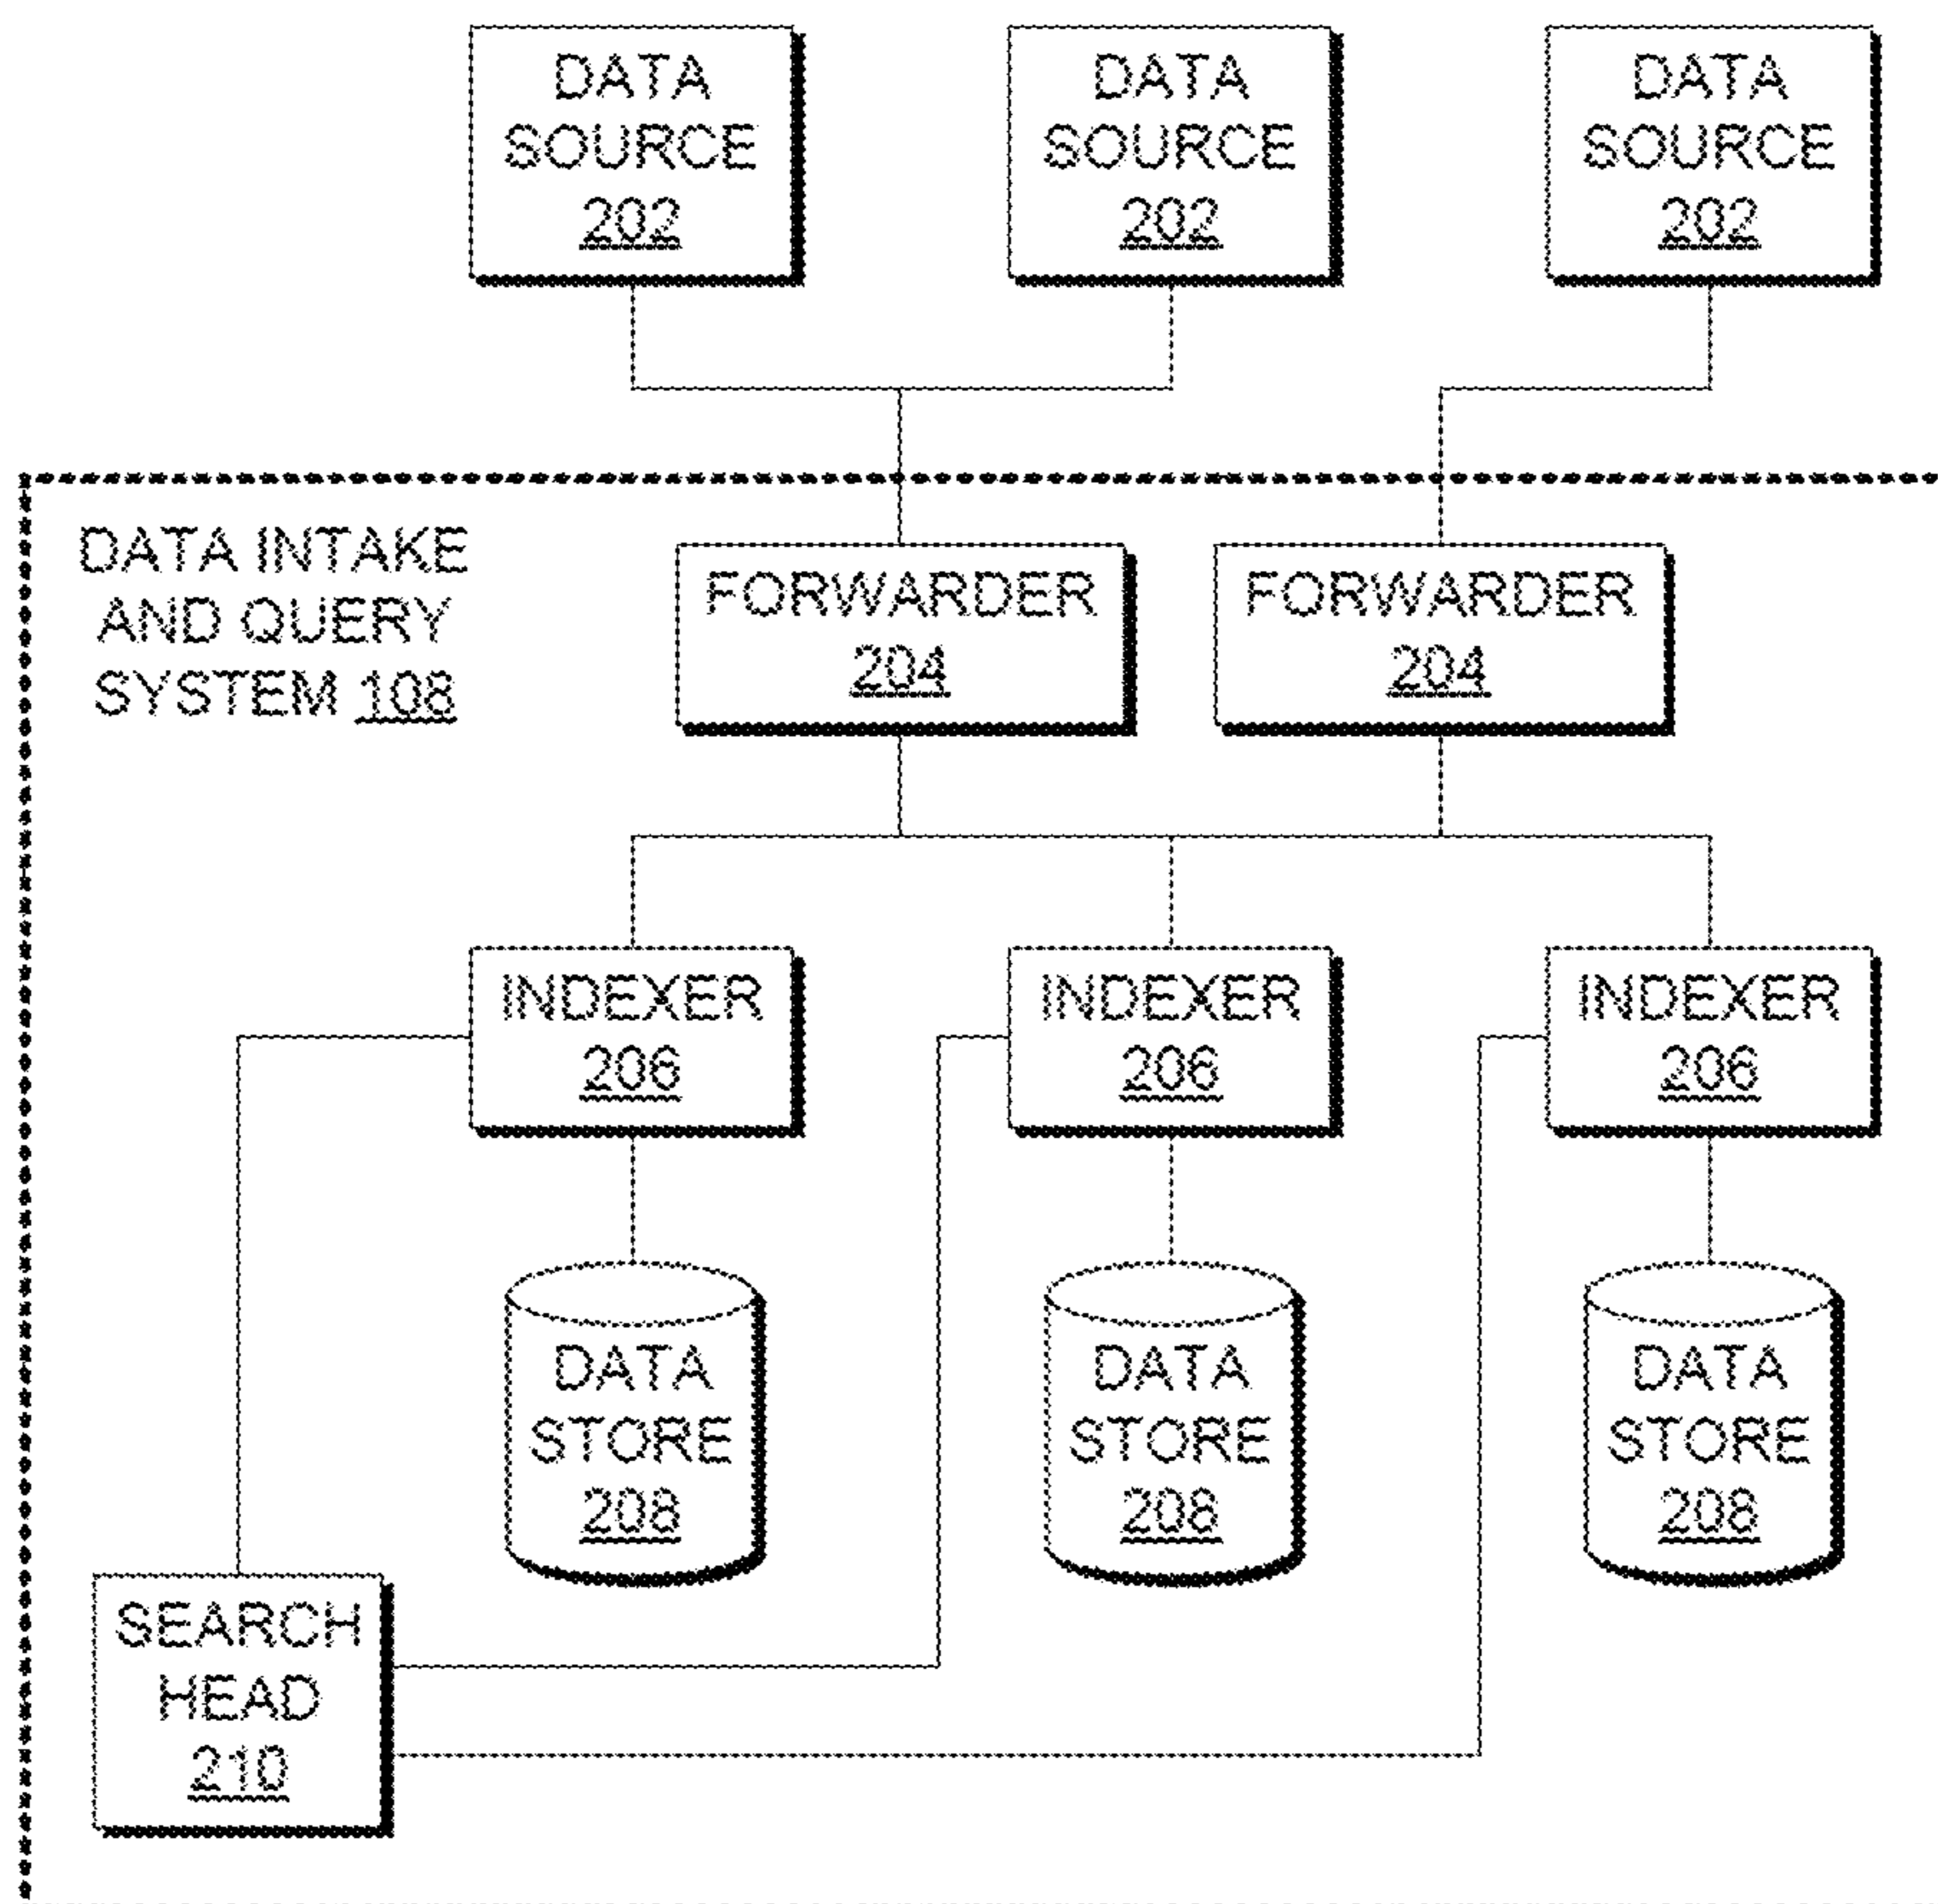 DATA
SOURCE
202
DATA
SOURCE
202
DATA
SOURCE
202
DATA INTAKE
AND QUERY
SYSTEM 108
FORWARDER
204
FORWARDER
204
INDEXER
206
INDEXER
206
INDEXER
206
DATA
STORE
208
DATA
STORE
208
DATA
STORE
208
SEARCH
HEAD
210